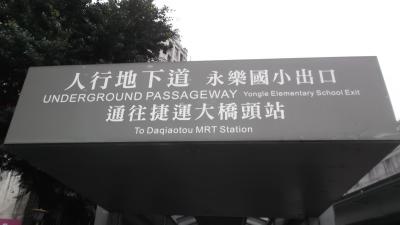 人行地下道 永樂國小出口
UNDERGROUND PASSAGEWAY Yongle Elementary School Exit
通往捷運大橋頭站
To Daqiaotou MRT Station